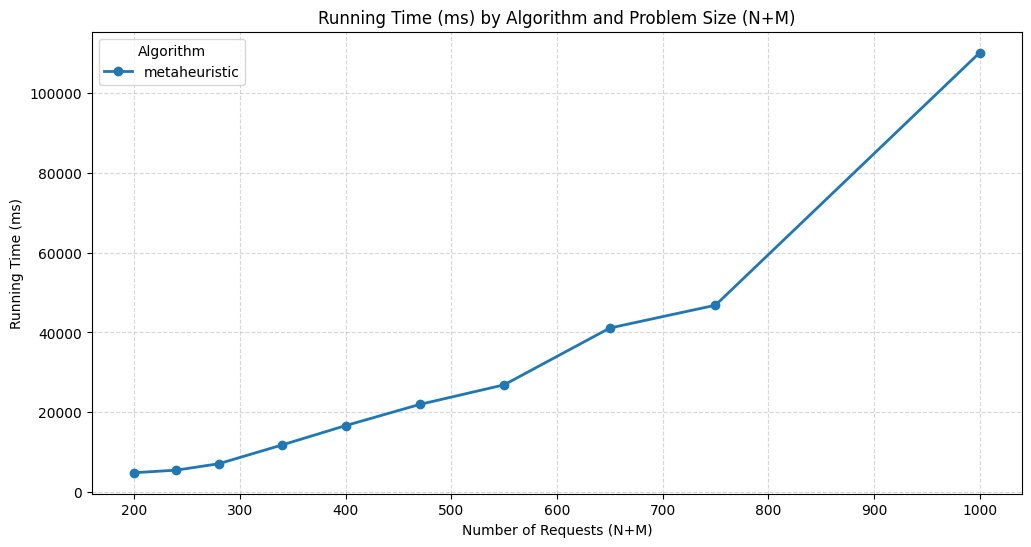 Running Time (ms) by Algorithm and Problem Size (N+M)
Algorithm
metaheuristic
100000
80000
60000
40000
20000
0
Running Time (ms)
200 300 400 500 600 700 800 900 1000
Number of Requests (N+M)